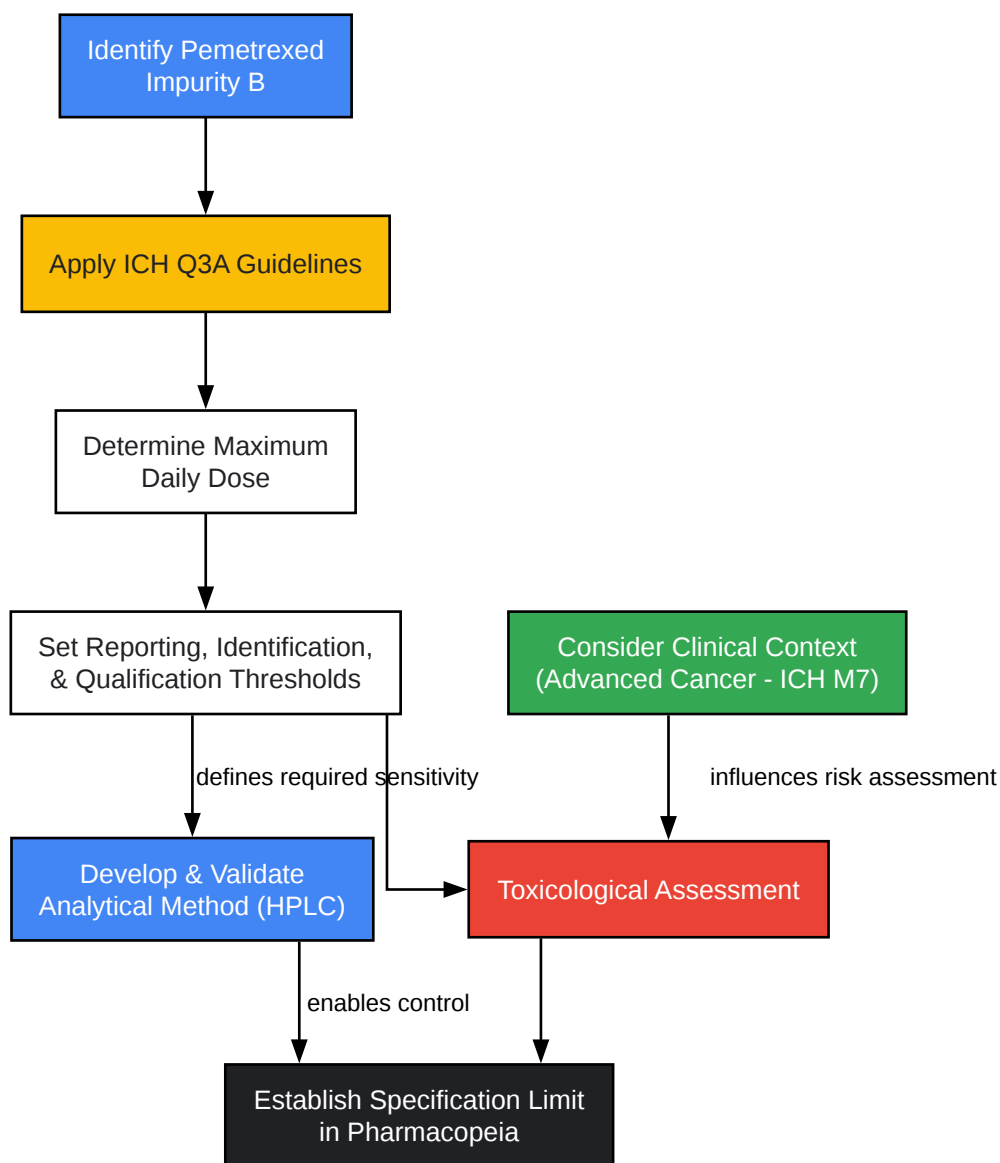 Identify Pemetrexed
Impurity B
Apply ICH Q3A Guidelines
Determine Maximum
Daily Dose
Set Reporting, Identification,
& Qualification Thresholds
Consider Clinical Context
(Advanced Cancer - ICH M7)
defines required sensitivity
influences risk assessment
Develop & Validate
Analytical Method (HPLC)
Toxicological Assessment
enables control
Establish Specification Limit
in Pharmacopeia